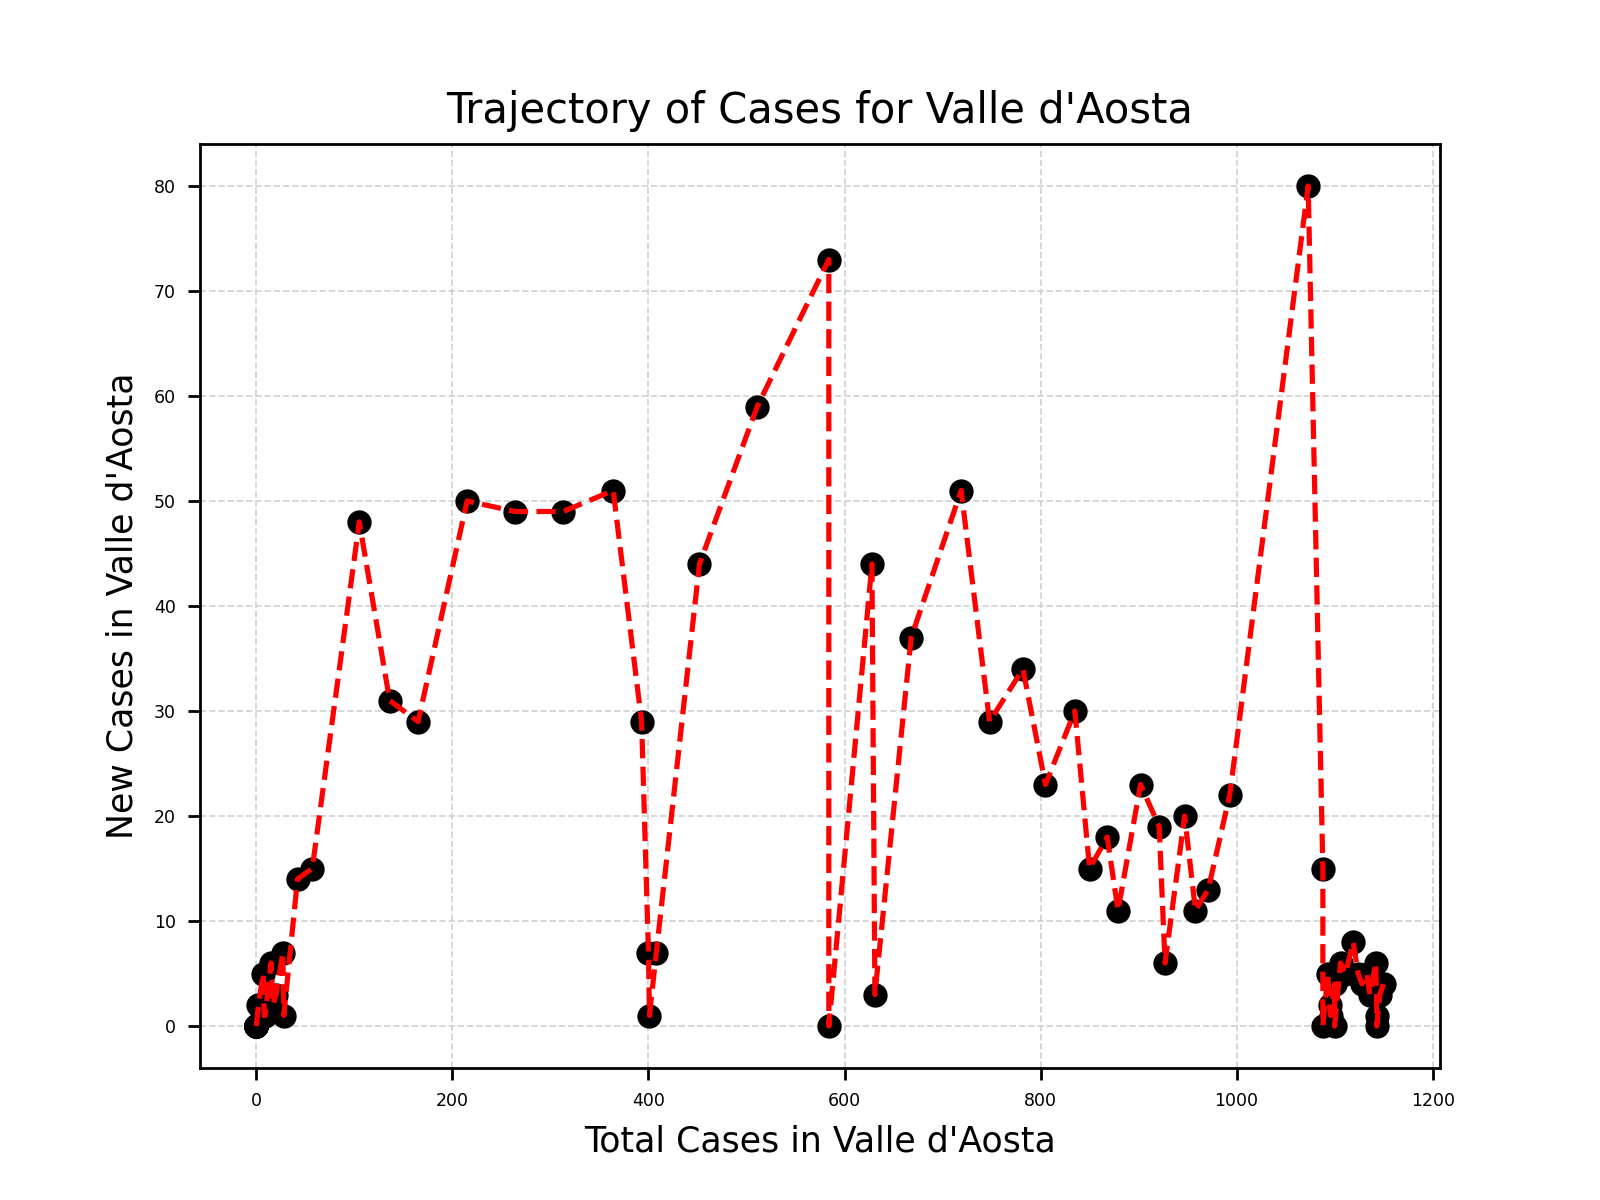 Trajectory of Cases for Valle d'Aosta
New Cases in Valle d'Aosta
80
70
60
50
40
30
20
10
0
0 200 400 600 800 1000 1200
Total Cases in Valle d'Aosta